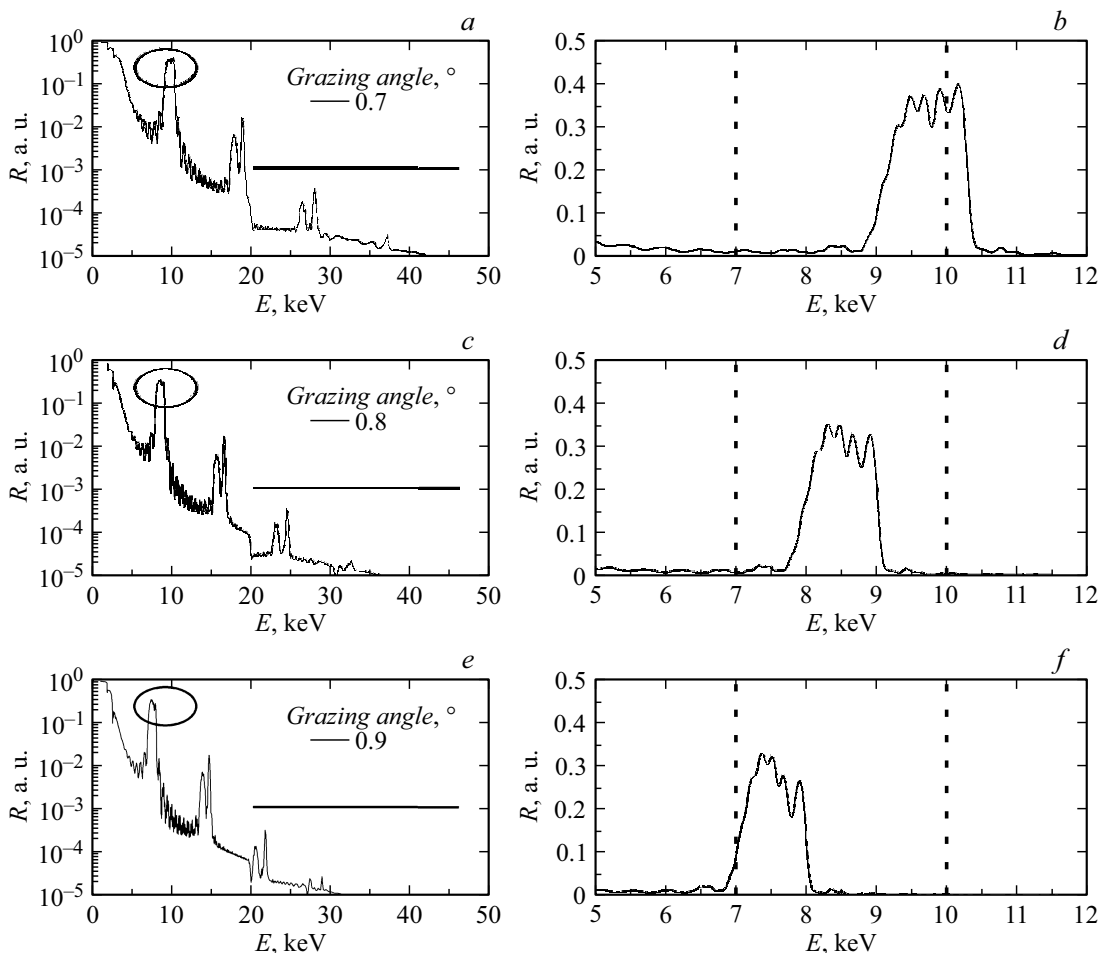 a
10⁰
10⁻¹
10⁻²
10⁻³
10⁻⁴
10⁻⁵
R, a. u.
Grazing angle, °
0.7
0 10 20 30 40 50
E, keV
b
0.5
0.4
0.3
0.2
0.1
0
R, a. u.
5 6 7 8 9 10 11 12
E, keV
c
10⁰
10⁻¹
10⁻²
10⁻³
10⁻⁴
10⁻⁵
R, a. u.
Grazing angle, °
0.8
0 10 20 30 40 50
E, keV
d
0.5
0.4
0.3
0.2
0.1
0
R, a. u.
5 6 7 8 9 10 11 12
E, keV
e
10⁰
10⁻¹
10⁻²
10⁻³
10⁻⁴
10⁻⁵
R, a. u.
Grazing angle, °
0.9
0 10 20 30 40 50
E, keV
f
0.5
0.4
0.3
0.2
0.1
0
R, a. u.
5 6 7 8 9 10 11 12
E, keV